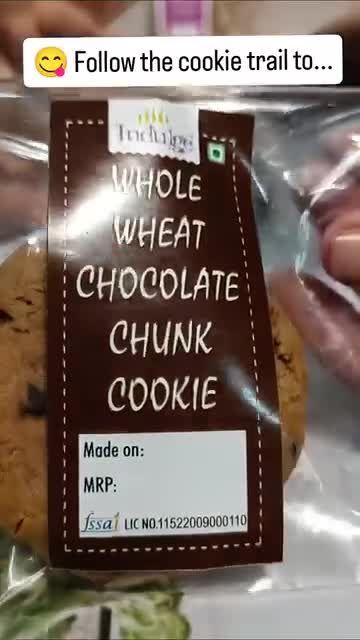 😋 Follow the cookie trail to...
Indulge
WHOLE
WHEAT
CHOCOLATE
CHUNK
COOKIE
Made on:
MRP:
fssai LIC NO.11522009000110